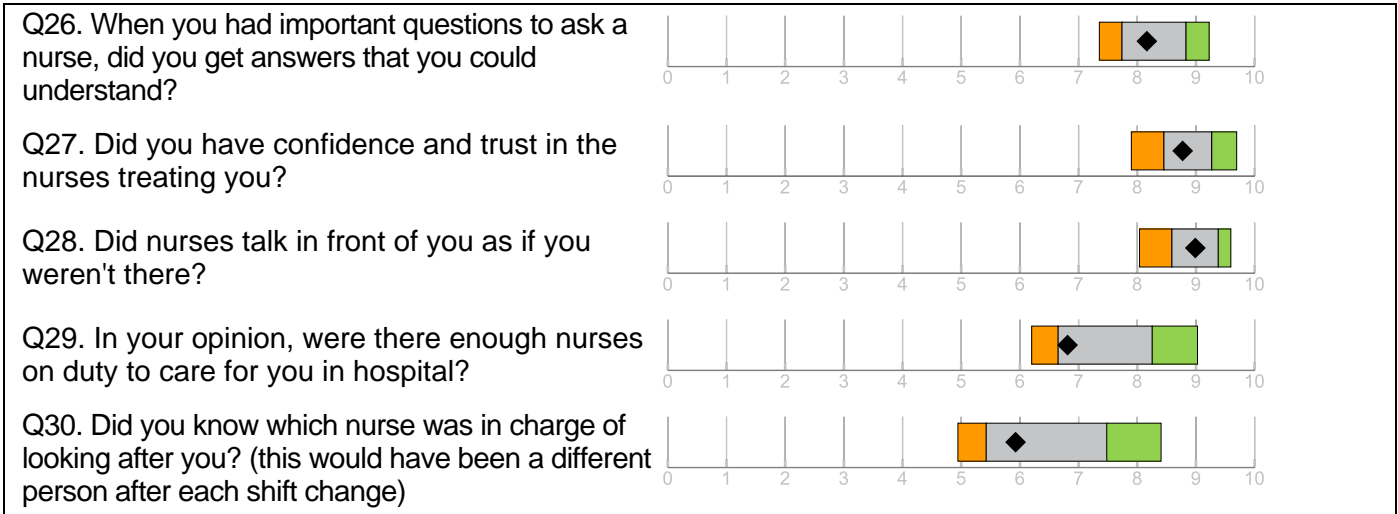 Q26. When you had important questions to ask a
nurse, did you get answers that you could
understand?
0 1 2 3 4 5 6 7 8 9 10
Q27. Did you have confidence and trust in the
nurses treating you?
0 1 2 3 4 5 6 7 8 9 10
Q28. Did nurses talk in front of you as if you
weren't there?
0 1 2 3 4 5 6 7 8 9 10
Q29. In your opinion, were there enough nurses
on duty to care for you in hospital?
0 1 2 3 4 5 6 7 8 9 10
Q30. Did you know which nurse was in charge of
looking after you? (this would have been a different
person after each shift change)
0 1 2 3 4 5 6 7 8 9 10